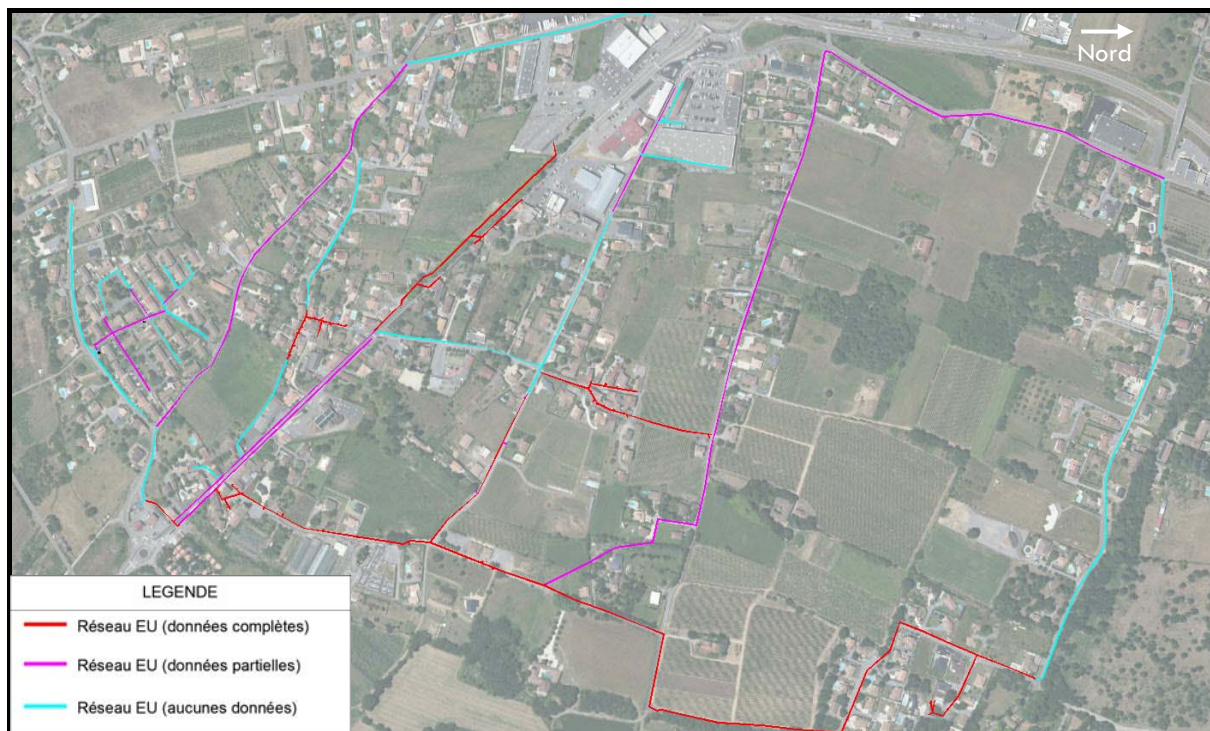 Nord
LEGENDE
Réseau EU (données complètes)
Réseau EU (données partielles)
Réseau EU (aucunes données)